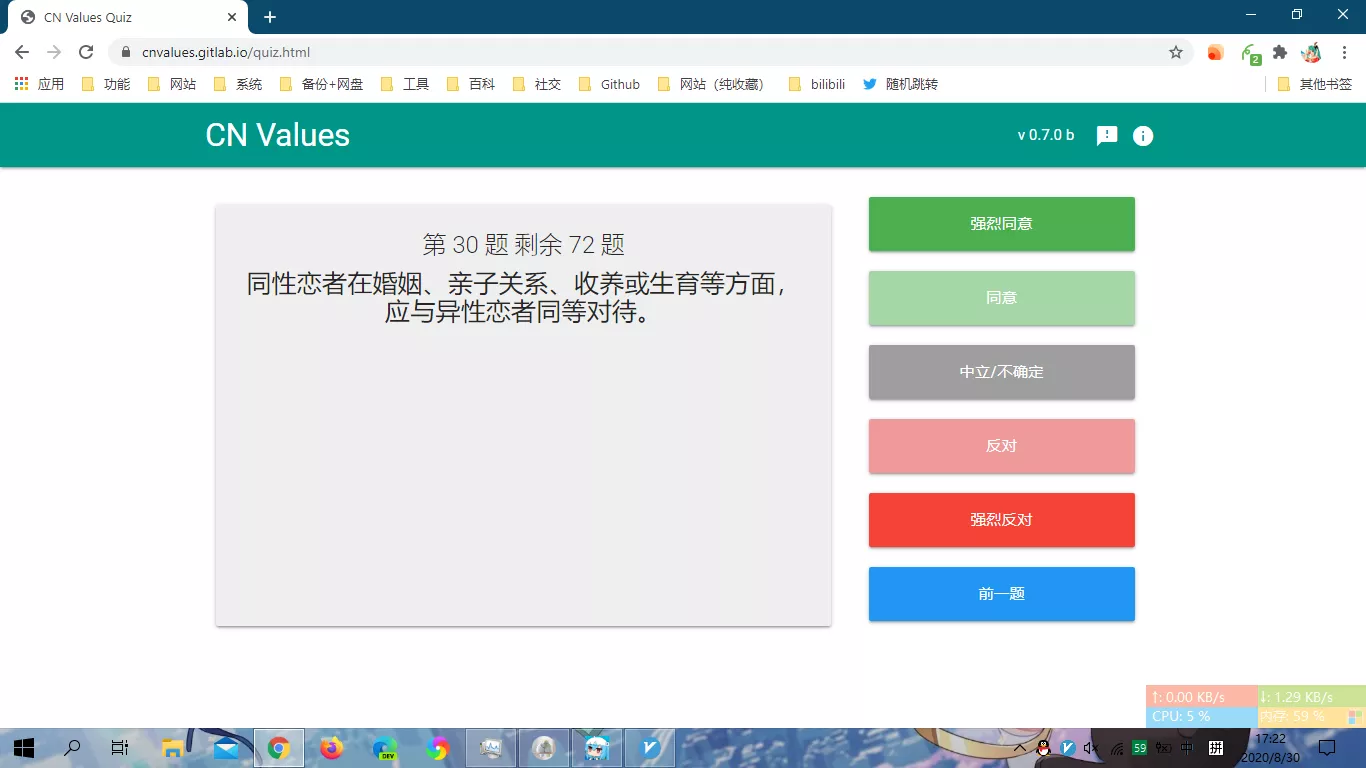 CN Values Quiz
cnvalues.gitlab.io/quiz.html
2
应用 功能 网站 系统 备份+网盘 工具 百科 社交 Github 网站（纯收藏） bilibili 随机跳转 其他书签
CN Values
v 0.7.0 b
第 30 题 剩余 72 题
同性恋者在婚姻、亲子关系、收养或生育等方面，
应与异性恋者同等对待。
强烈同意
同意
中立/不确定
反对
强烈反对
前一题
↑: 0.00 KB/s ↓: 1.29 KB/s
CPU: 5 % 内存: 59 %
DEV
59
中
拼
17:22
2020/8/30